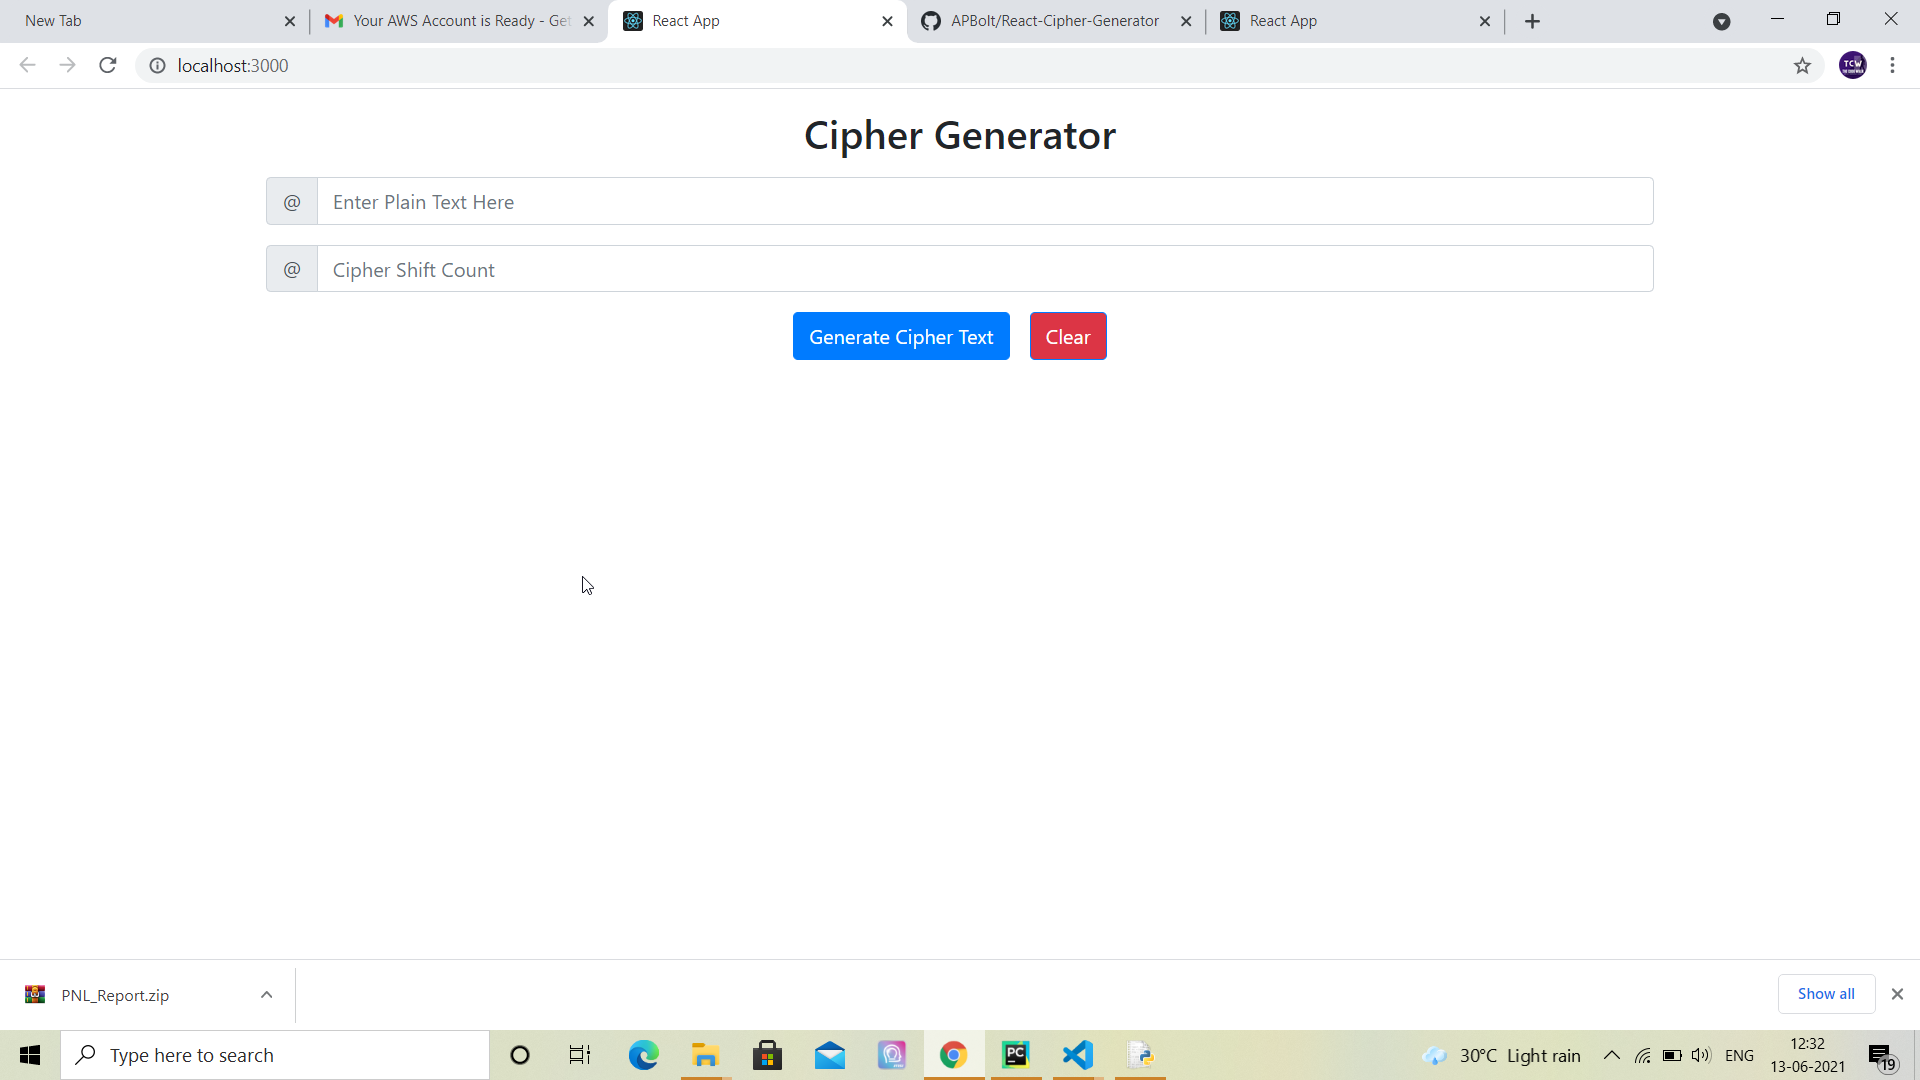 New Tab
Your AWS Account is Ready - Get
React App
APBolt/React-Cipher-Generator
React App
localhost:3000
TCW
Cipher Generator
@ Enter Plain Text Here
@ Cipher Shift Count
Generate Cipher Text
Clear
PNL_Report.zip
Show all
Type here to search
PC
30°C Light rain
ENG
12:32
13-06-2021
19